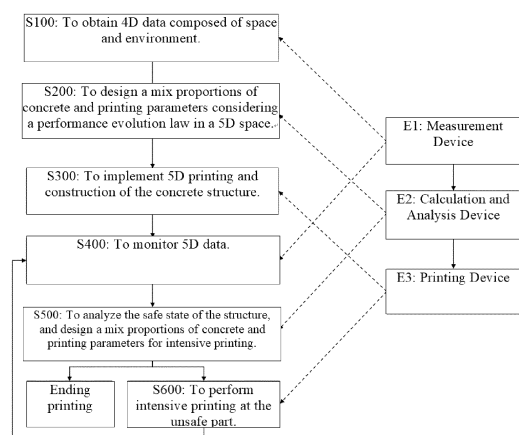 S100: To obtain 4D data composed of space
and environment.
S200: To design a mix proportions of
concrete and printing parameters considering
a performance evolution law in a 5D space.
S300: To implement 5D printing and
construction of the concrete structure.
S400: To monitor 5D data.
S500: To analyze the safe state of the structure,
and design a mix proportions of concrete and
printing parameters for intensive printing.
Ending
printing
S600: To perform
intensive printing at the
unsafe part.
E1: Measurement
Device
E2: Calculation and
Analysis Device
E3: Printing Device